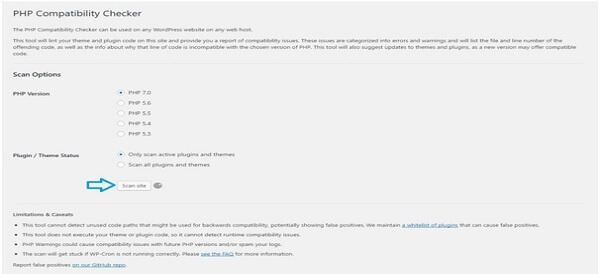 PHP Compatibility Checker
The PHP Compatibility Checker can be used on any WordPress website on any web host.
This tool will lint your theme and plugin code on this site and provide you a report of compatibility issues. These issues are categorized into errors and warnings and will list the file and line number of the
offending code, as well as the info about why that line of code is incompatible with the chosen version of PHP. This tool will also suggest updates to themes and plugins, as a new version may offer compatible
code.
Scan Options
PHP Version
PHP 7.0
PHP 5.6
PHP 5.5
PHP 5.4
PHP 5.3
Plugin / Theme Status
Only scan active plugins and themes
Scan all plugins and themes
Scan site
Limitations & Caveats
• This tool cannot detect unused code paths that might be used for backwards compatibility, potentially showing false positives. We maintain a whitelist of plugins that can cause false positives.
• This tool does not execute your theme or plugin code, so it cannot detect runtime compatibility issues.
• PHP Warnings could cause compatibility issues with future PHP versions and/or spam your logs.
• The scan will get stuck if WP-Cron is not running correctly. Please see the FAQ for more information.
Report false positives on our GitHub repo.